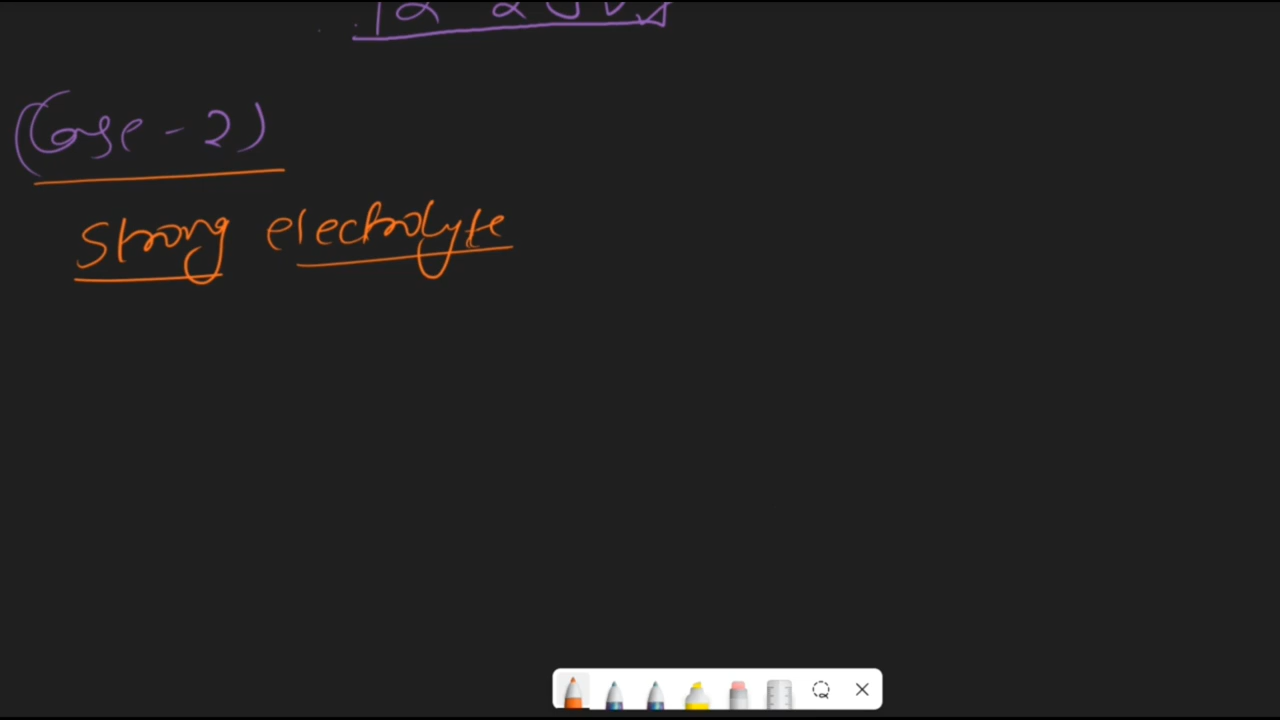 (Case - 2)
Strong electrolyte